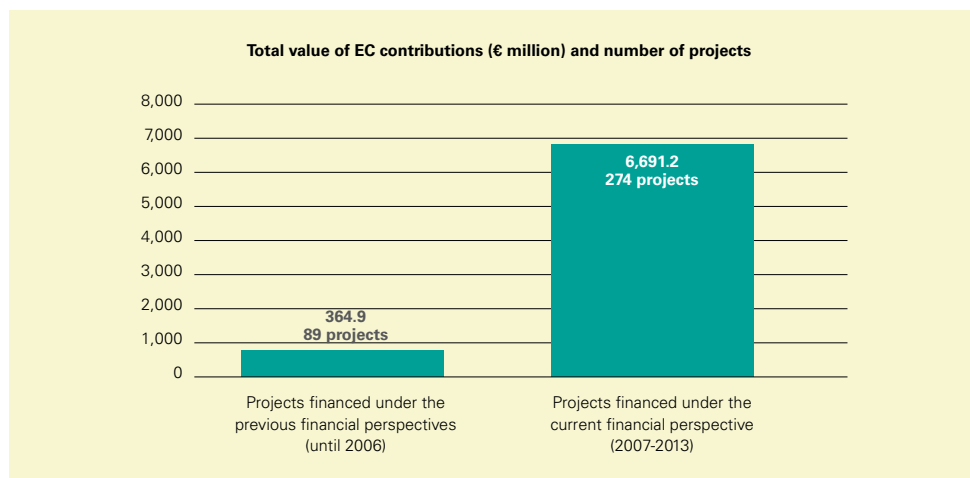 Total value of EC contributions (€ million) and number of projects
8,000
7,000
6,000
5,000
4,000
3,000
2,000
1,000
0
364.9
89 projects
6,691.2
274 projects
Projects financed under the
previous financial perspectives
(until 2006)
Projects financed under the
current financial perspective
(2007-2013)